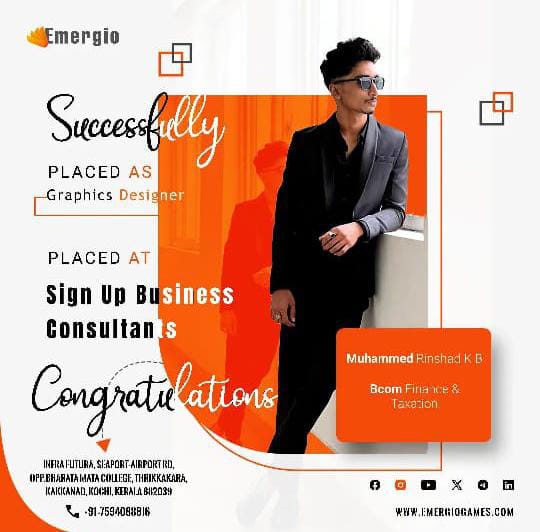 Emergio
Successfully
PLACED AS
Graphics Designer
PLACED AT
Sign Up Business
Consultants
Congratulations
Muhammed Rinshad K B
Bcom Finance &
Taxation
INFRA FUTURA, SEAPORT-AIRPORT RD,
OPP.BHARATA MATA COLLEGE, THRIKKAKARA,
KAKKANAD, KOCHI, KERALA 682039
+91-7594088816
WWW.EMERGIOGAMES.COM